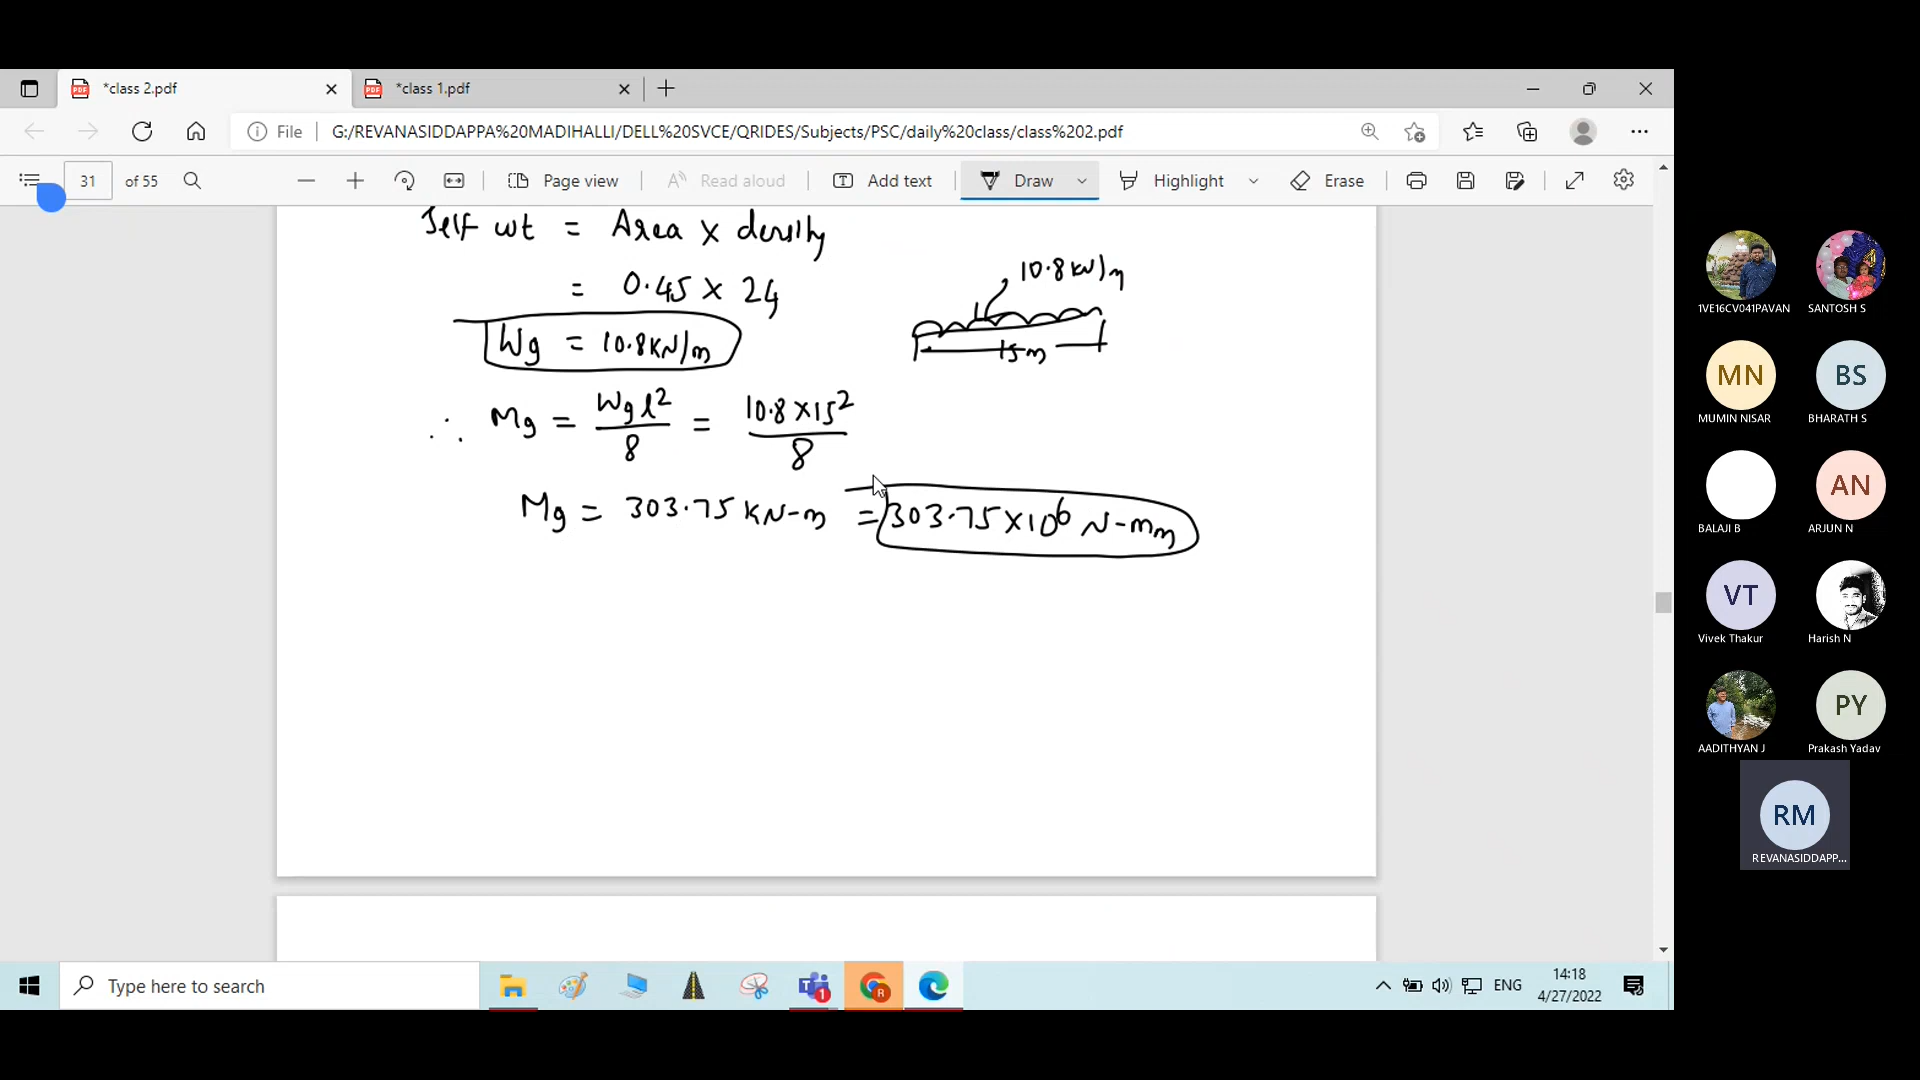 *class 2.pdf
*class 1.pdf
File G:/REVANASIDDAPPA%20MADIHALLI/DELL%20SVCE/QRIDES/Subjects/PSC/daily%20class/class%202.pdf
31 of 55 Page view Read aloud Add text Draw Highlight Erase
Self wt = Area x density
= 0.45 x 24
10.8 kN/m
Wg = 10.8 KN/m
15m
∴ Mg = Wg l²/8 = 10.8 x 15²/8
Mg = 303.75 KN-m = 303.75 x 10⁶ N-mm
1VE16CV041PAVAN
SANTOSH S
MN
MUMIN NISAR
BS
BHARATH S
BALAJI B
AN
ARJUN N
VT
Vivek Thakur
Harish N
AADITHYAN J
PY
Prakash Yadav
RM
REVANASIDDAPP...
Type here to search
1
R
ENG
14:18
4/27/2022